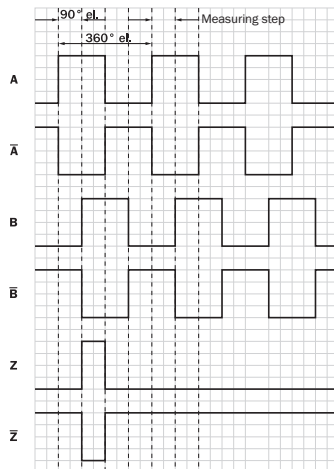 90° el.
Measuring step
360° el.
A
A̅
B
B̅
Z
Z̅